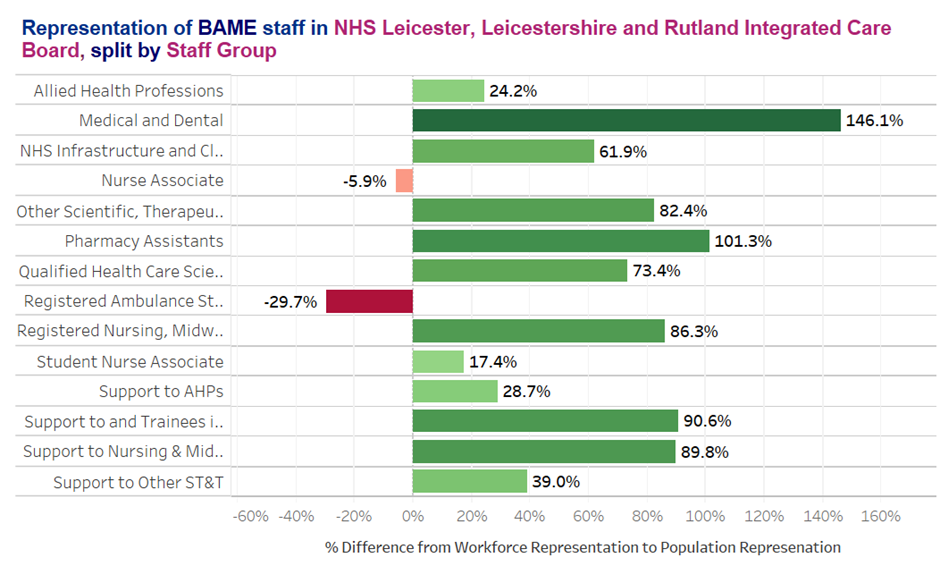 Representation of BAME staff in NHS Leicester, Leicestershire and Rutland Integrated Care
Board, split by Staff Group
Allied Health Professions 24.2%
Medical and Dental 146.1%
NHS Infrastructure and Cl.. 61.9%
Nurse Associate -5.9%
Other Scientific, Therapeu.. 82.4%
Pharmacy Assistants 101.3%
Qualified Health Care Scie.. 73.4%
Registered Ambulance St.. -29.7%
Registered Nursing, Midw.. 86.3%
Student Nurse Associate 17.4%
Support to AHPs 28.7%
Support to and Trainees i.. 90.6%
Support to Nursing & Mid.. 89.8%
Support to Other ST&T 39.0%
-60% -40% -20% 0% 20% 40% 60% 80% 100% 120% 140% 160%
% Difference from Workforce Representation to Population Represenation